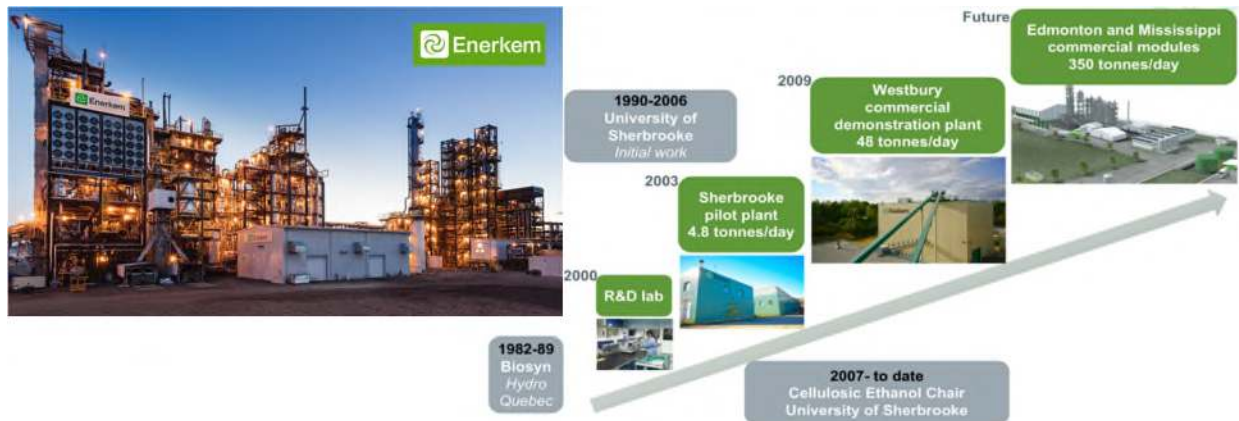 Enerkem
Enerkem
Future
Edmonton and Mississippi
commercial modules
350 tonnes/day
2009
Westbury
commercial
demonstration plant
48 tonnes/day
1990-2006
University of
Sherbrooke
Initial work
2003
Sherbrooke
pilot plant
4.8 tonnes/day
2000
R&D lab
1982-89
Biosyn
Hydro
Quebec
2007- to date
Cellulosic Ethanol Chair
University of Sherbrooke